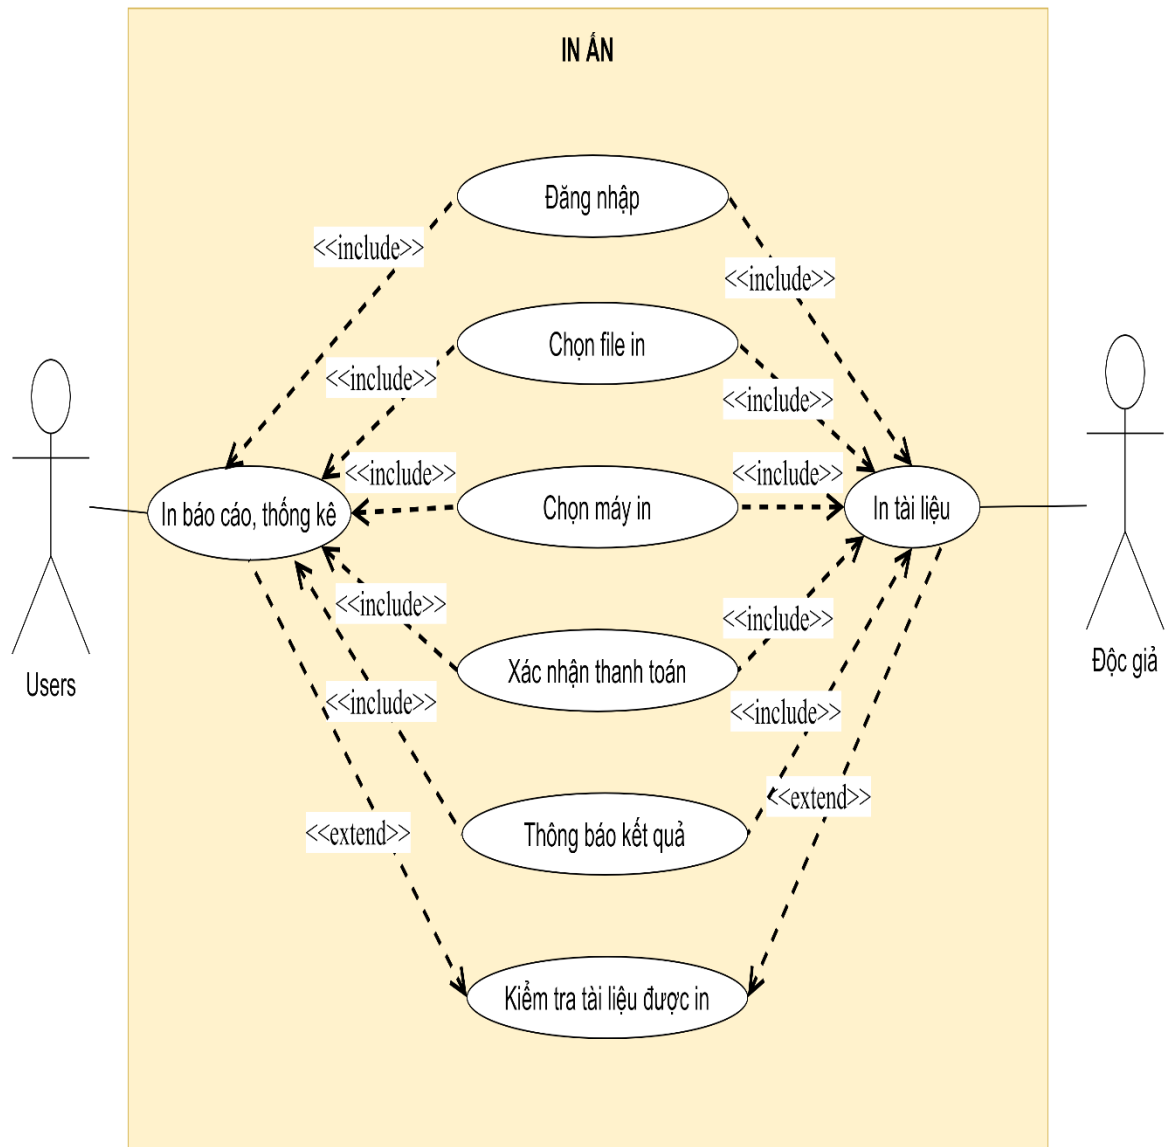 IN ẤN
Đăng nhập
<<include>>
<<include>>
Chọn file in
<<include>>
<<include>>
<<include>>
<<include>>
In báo cáo, thống kê
Chọn máy in
In tài liệu
<<include>>
<<include>>
Xác nhận thanh toán
Users
Độc giả
<<include>>
<<include>>
<<extend>>
<<extend>>
Thông báo kết quả
Kiểm tra tài liệu được in